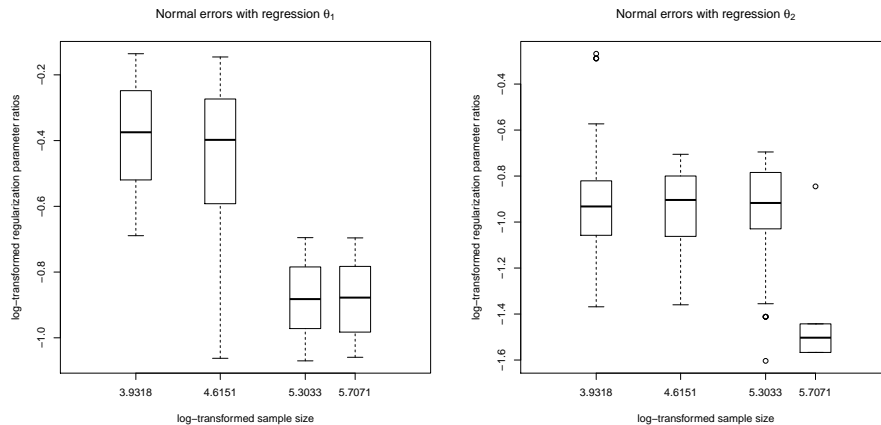 Normal errors with regression θ1
log−transformed regularization parameter ratios
−0.2
−0.4
−0.6
−0.8
−1.0
3.9318 4.6151 5.3033 5.7071
log−transformed sample size
Normal errors with regression θ2
log−transformed regularization parameter ratios
−0.4
−0.6
−0.8
−1.0
−1.2
−1.4
−1.6
3.9318 4.6151 5.3033 5.7071
log−transformed sample size